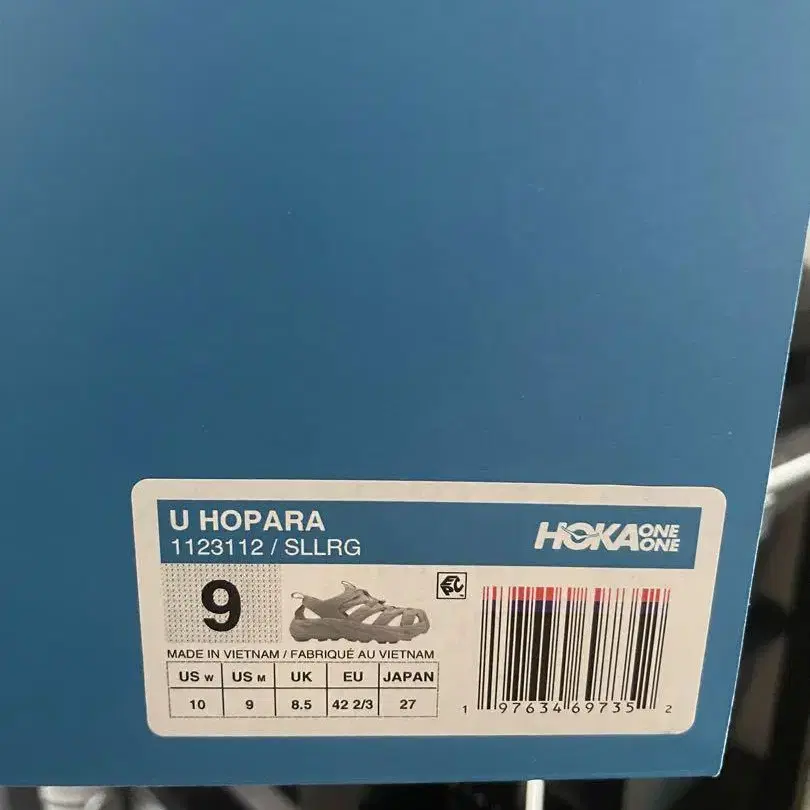 U HOPARA
1123112 / SLLRG
HOKA ONE ONE
9
MADE IN VIETNAM / FABRIQUÉ AU VIETNAM
US W US M UK EU JAPAN
10 9 8.5 42 2/3 27
1 97634 69735 2